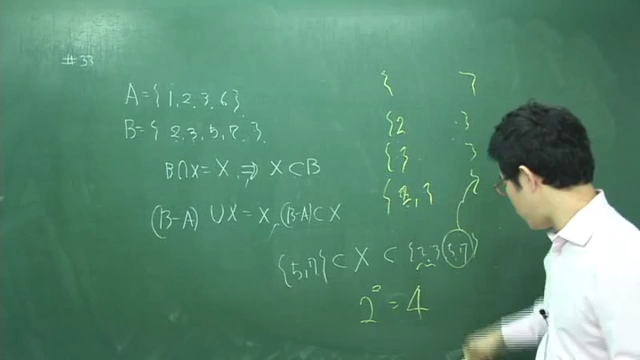 #33
A={1,2,3,6}
B={2,3,5,7}
B∩X=X ⇒ X⊂B
(B-A)∪X=X, (B-A)⊂X
{5,7}⊂X⊂{2,3,5,7}
=4
{ }
{2 }
{3 }
{2,3 }